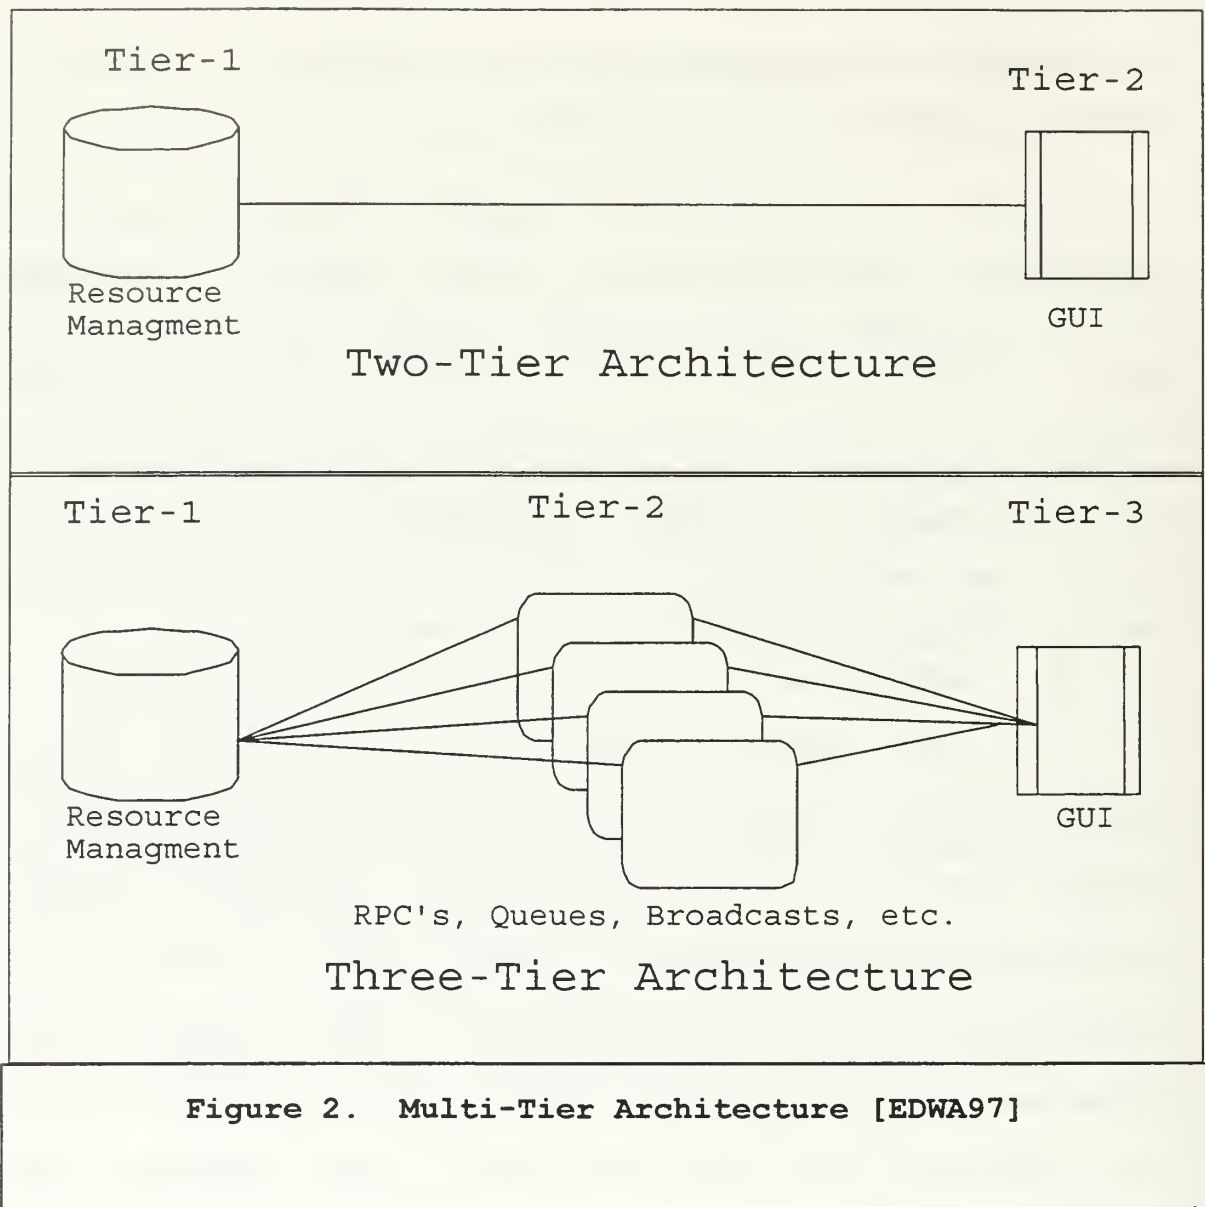 Tier-1
Tier-2
Resource
Managment
GUI
Two-Tier Architecture
Tier-1
Tier-2
Tier-3
Resource
Managment
GUI
RPC's, Queues, Broadcasts, etc.
Three-Tier Architecture
Figure 2. Multi-Tier Architecture [EDWA97]